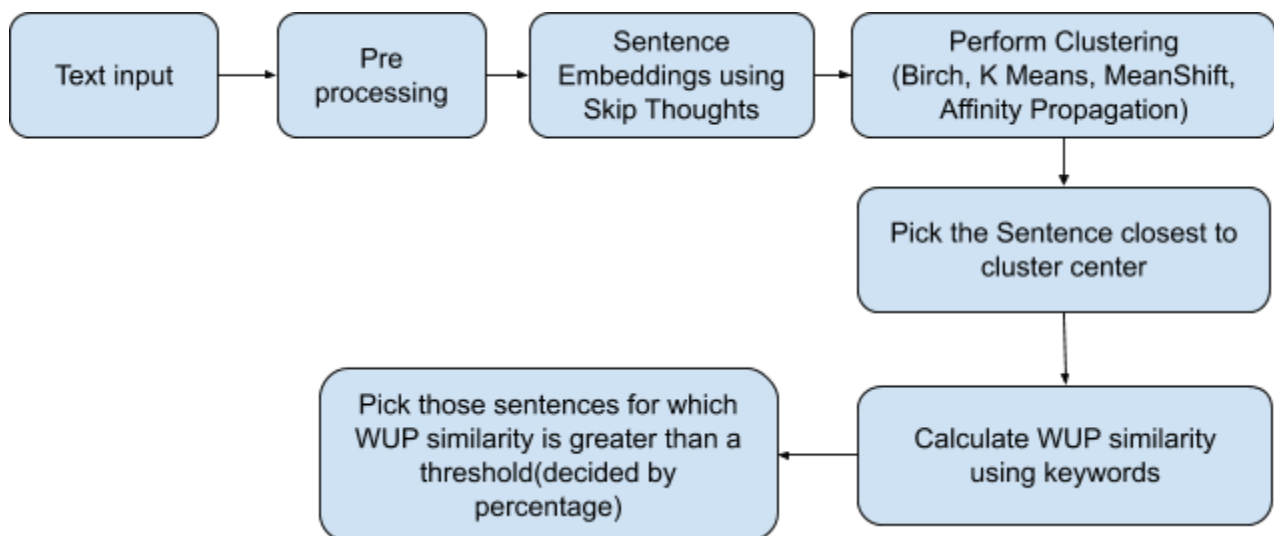 Text input
Pre
processing
Sentence
Embeddings using
Skip Thoughts
Perform Clustering
(Birch, K Means, MeanShift,
Affinity Propagation)
Pick the Sentence closest to
cluster center
Calculate WUP similarity
using keywords
Pick those sentences for which
WUP similarity is greater than a
threshold(decided by
percentage)